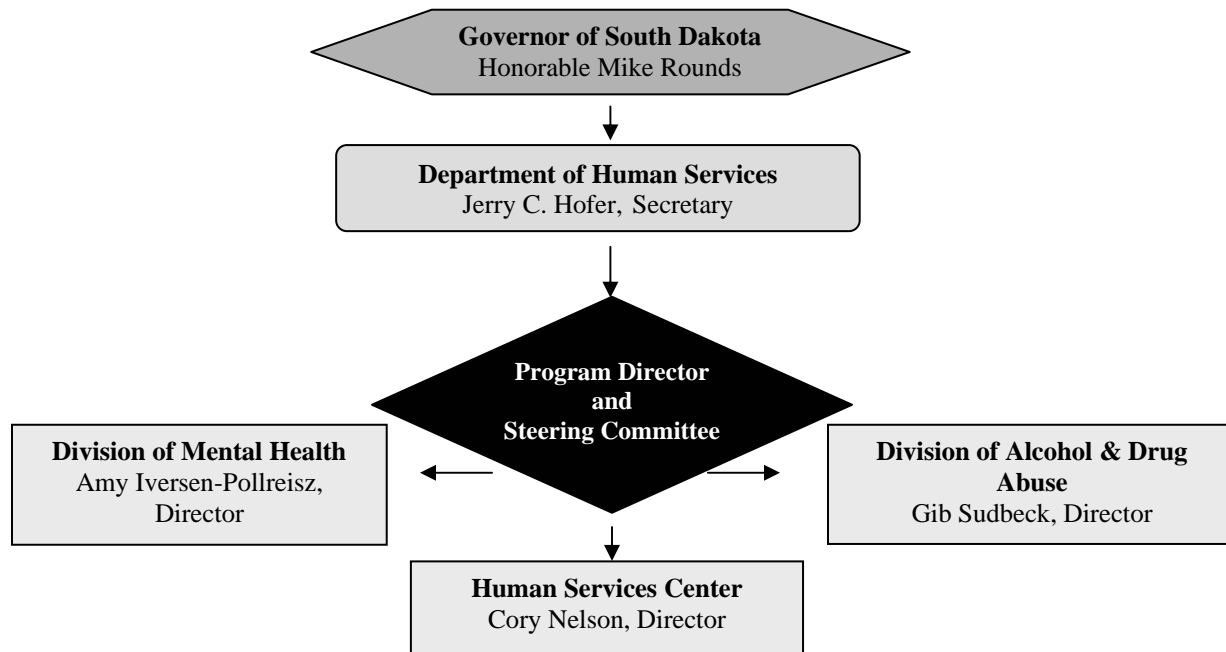 Governor of South Dakota
Honorable Mike Rounds
Department of Human Services
Jerry C. Hofer, Secretary
Program Director
and
Steering Committee
Division of Mental Health
Amy Iversen-Pollreisz,
Director
Division of Alcohol & Drug
Abuse
Gib Sudbeck, Director
Human Services Center
Cory Nelson, Director